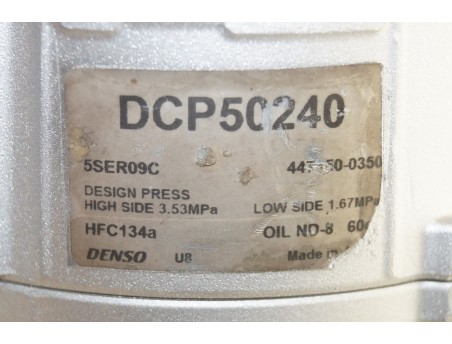 DCP50240
5SER09C
DESIGN PRESS
HIGH SIDE 3.53MPa LOW SIDE 1.67MPa
HFC134a OIL ND-8
DENSO U8 Made in